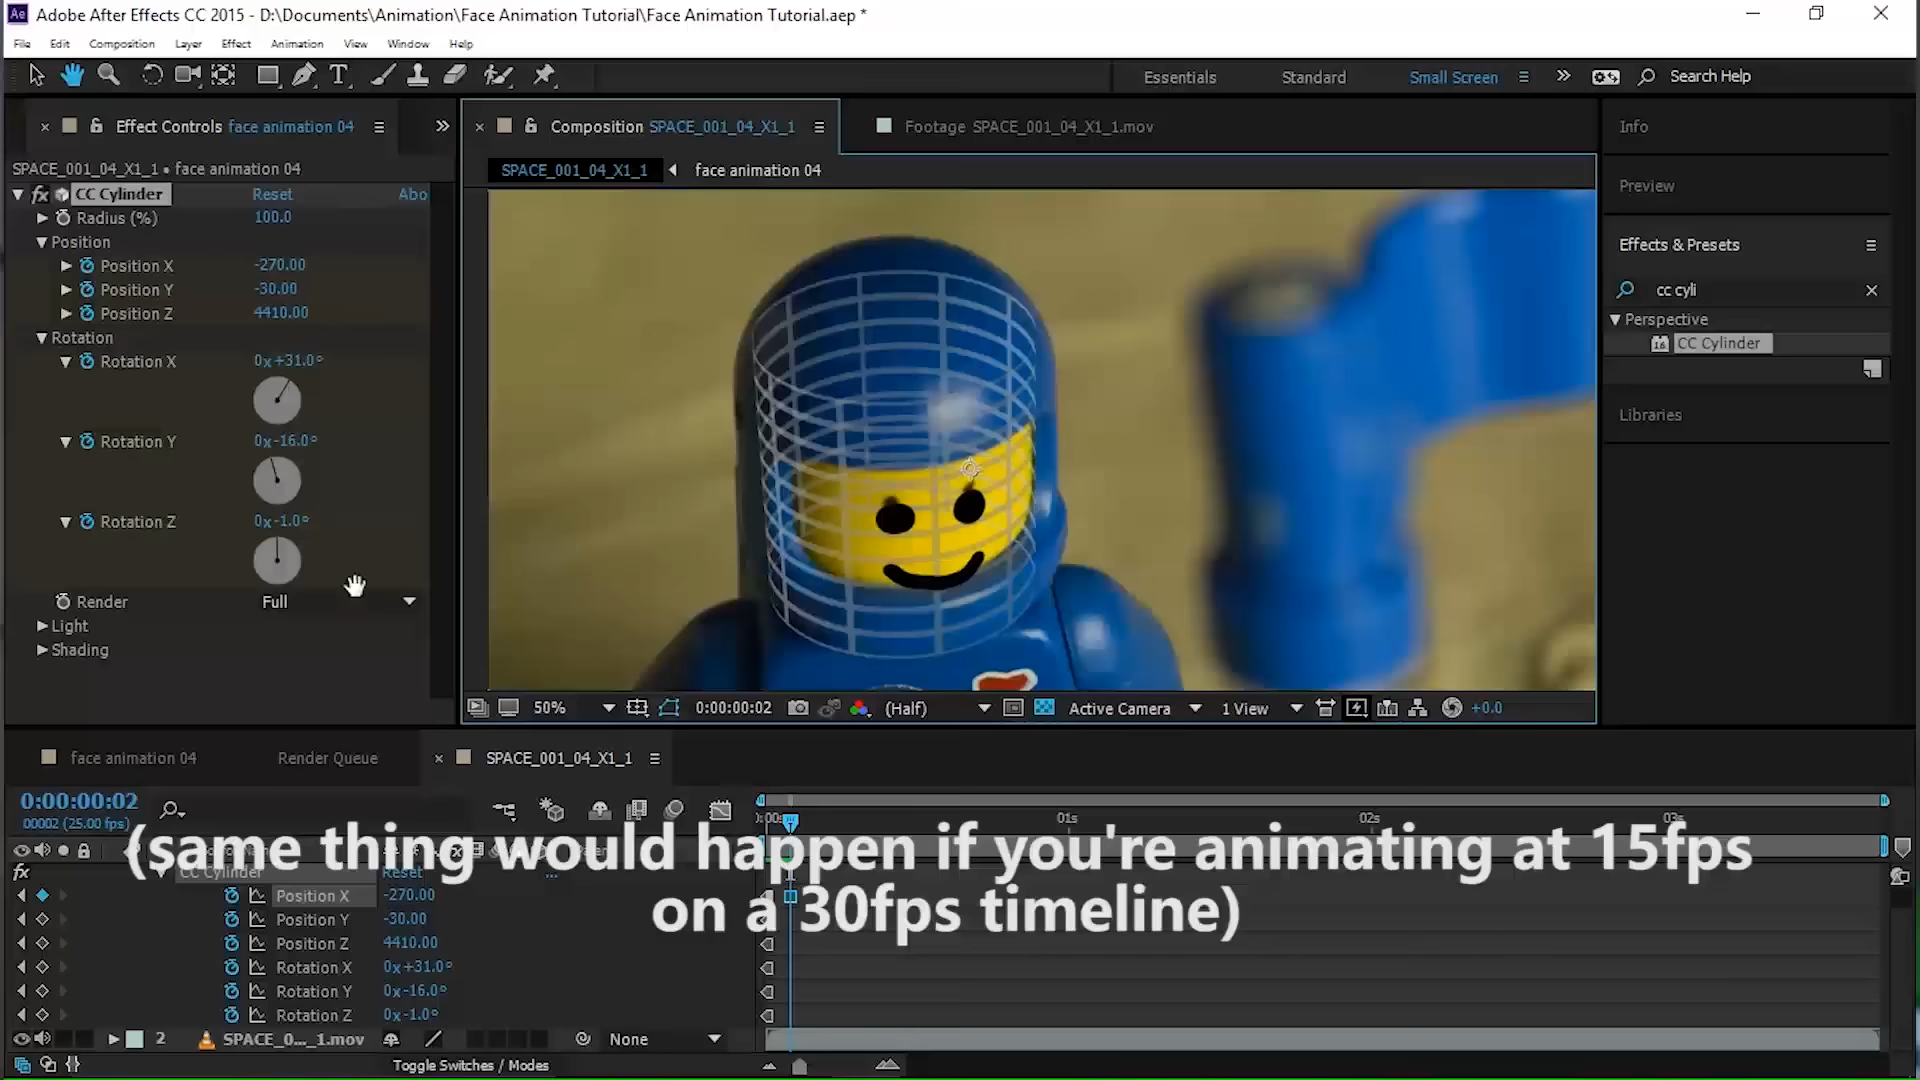 Adobe After Effects CC 2015 - D:\Documents\Animation\Face Animation Tutorial\Face Animation Tutorial.aep *
File Edit Composition Layer Effect Animation View Window Help
Essentials Standard Small Screen Search Help
Effect Controls face animation 04
Composition SPACE_001_04_X1_1
Footage SPACE_001_04_X1_1.mov
Info
SPACE_001_04_X1_1 • face animation 04
SPACE_001_04_X1_1 face animation 04
Preview
fx CC Cylinder Reset Abo
Radius (%) 100.0
Position
Position X -270.00
Position Y -30.00
Position Z 4410.00
Rotation
Rotation X 0x+31.0°
Rotation Y 0x-16.0°
Rotation Z 0x-1.0°
Render Full
Light
Shading
Effects & Presets
cc cyli
Perspective
CC Cylinder
Libraries
50% 0:00:00:02 (Half) Active Camera 1 View +0.0
face animation 04 Render Queue SPACE_001_04_X1_1
0:00:00:02
00002 (25.00 fps)
01s 02s 03s
(same thing would happen if you're animating at 15fps
on a 30fps timeline)
fx CC Cylinder Reset
Position X -270.00
Position Y -30.00
Position Z 4410.00
Rotation X 0x+31.0°
Rotation Y 0x-16.0°
Rotation Z 0x-1.0°
2 SPACE_0..._1.mov None
Toggle Switches / Modes